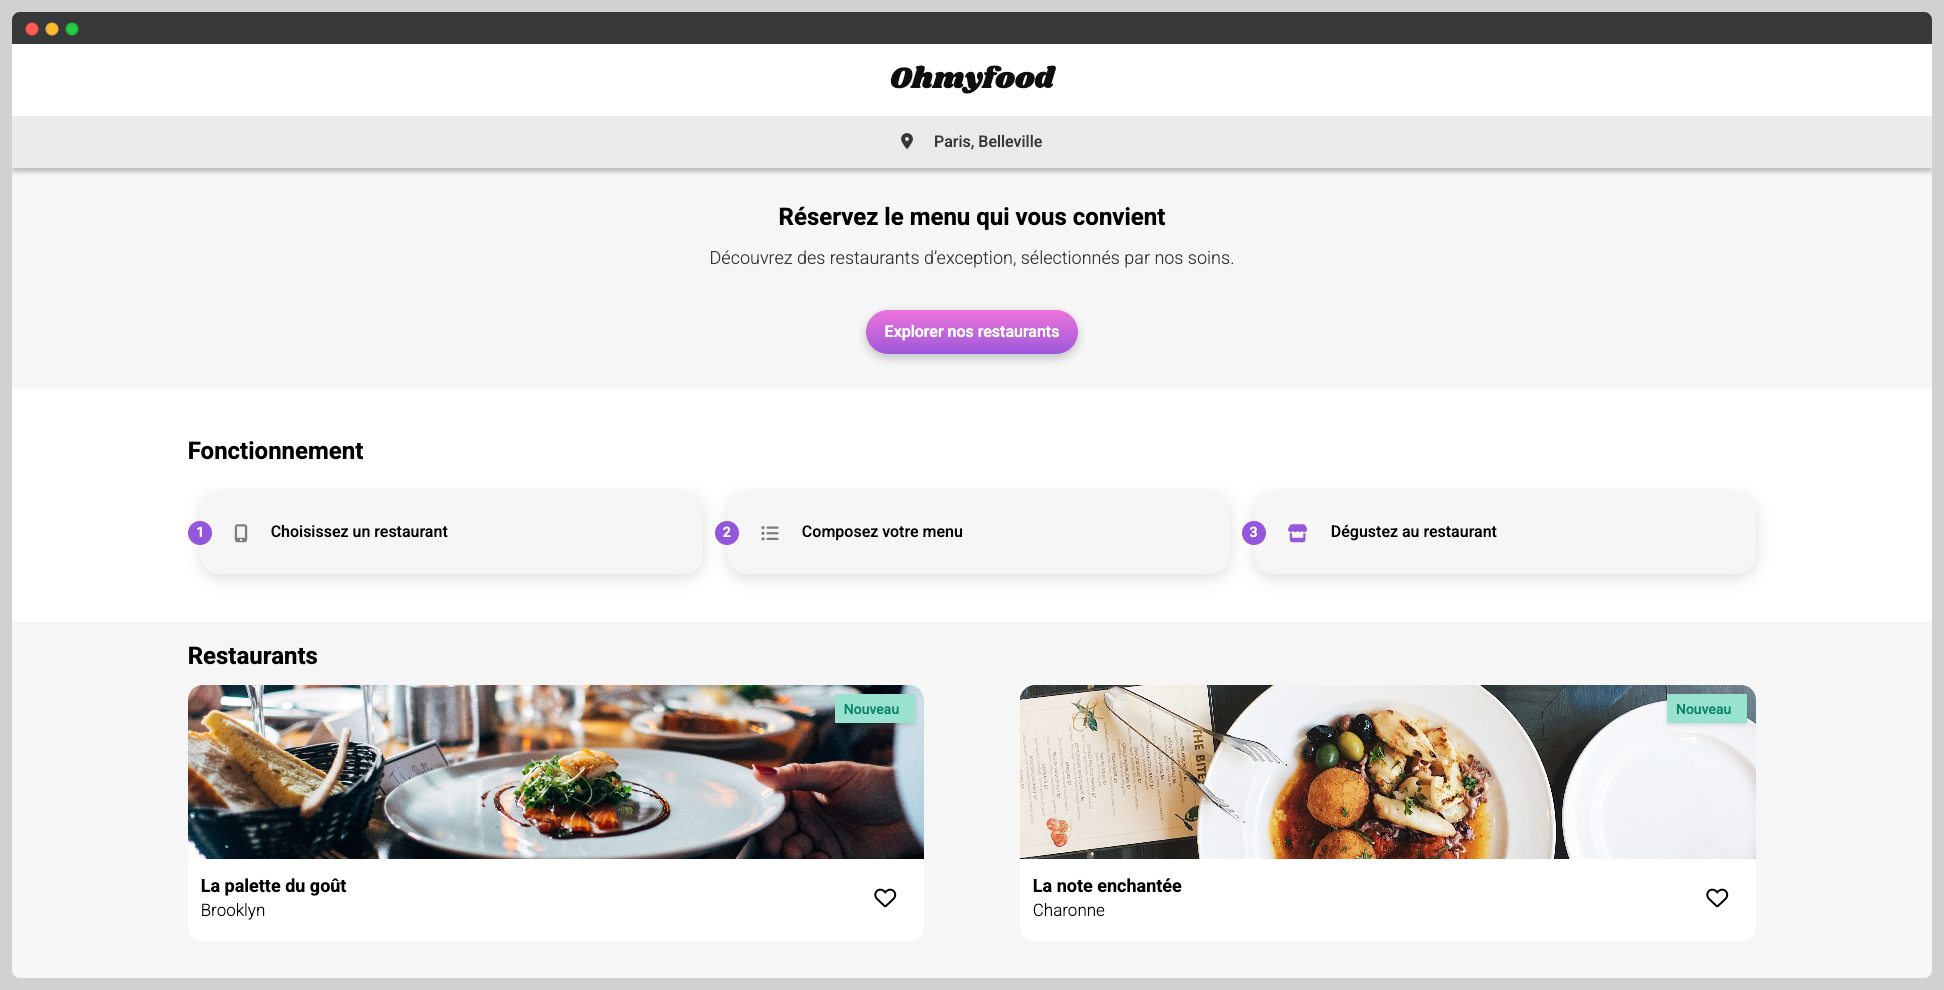 Ohmyfood
Paris, Belleville
Réservez le menu qui vous convient
Découvrez des restaurants d’exception, sélectionnés par nos soins.
Explorer nos restaurants
Fonctionnement
1 Choisissez un restaurant
2 Composez votre menu
3 Dégustez au restaurant
Restaurants
Nouveau
THE BITE
La palette du goût
Brooklyn
Nouveau
La note enchantée
Charonne